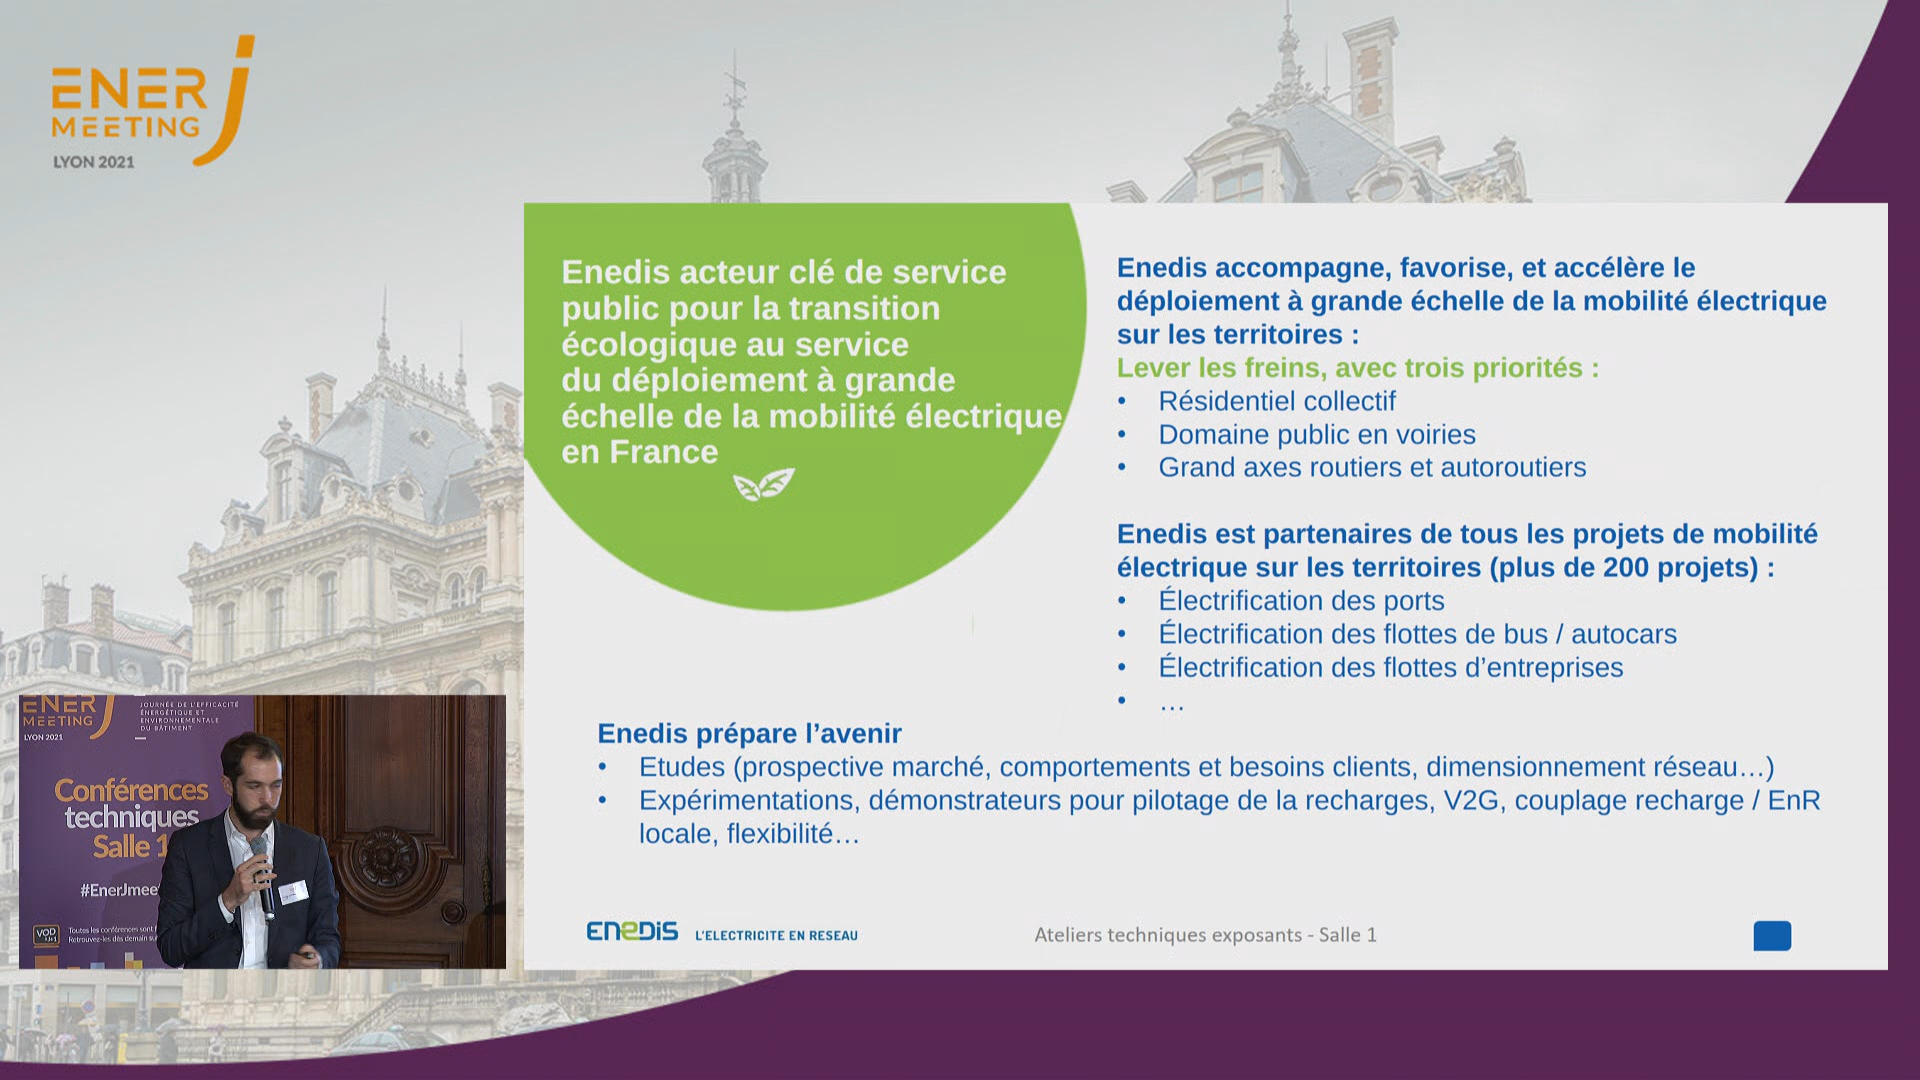 ENERJ
MEETING
LYON 2021
Enedis acteur clé de service
public pour la transition
écologique au service
du déploiement à grande
échelle de la mobilité électrique
en France
Enedis accompagne, favorise, et accélère le
déploiement à grande échelle de la mobilité électrique
sur les territoires :
Lever les freins, avec trois priorités :
• Résidentiel collectif
• Domaine public en voiries
• Grand axes routiers et autoroutiers
Enedis est partenaires de tous les projets de mobilité
électrique sur les territoires (plus de 200 projets) :
• Électrification des ports
• Électrification des flottes de bus / autocars
• Électrification des flottes d’entreprises
• …
Enedis prépare l’avenir
• Etudes (prospective marché, comportements et besoins clients, dimensionnement réseau…)
• Expérimentations, démonstrateurs pour pilotage de la recharges, V2G, couplage recharge / EnR
locale, flexibilité…
ENEDIS L'ELECTRICITE EN RESEAU
Ateliers techniques exposants - Salle 1
ENERJ
MEETING
LYON 2021
JOURNÉE DE L'EFFICACITÉ
ÉNERGÉTIQUE ET
ENVIRONNEMENTALE
DU BÂTIMENT
Conférences
techniques
Salle 1
#EnerJmee
VOD
Toutes les conférences sont
Retrouvez-les dès demain